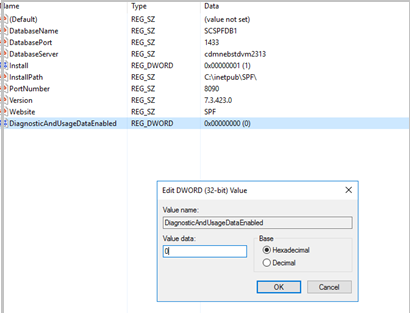 Name Type Data
(Default) REG_SZ (value not set)
DatabaseName REG_SZ SCSPFDB1
DatabasePort REG_SZ 1433
DatabaseServer REG_SZ cdmnebstdvm2313
Install REG_DWORD 0x00000001 (1)
InstallPath REG_SZ C:\inetpub\SPF\
PortNumber REG_SZ 8090
Version REG_SZ 7.3.423.0
Website REG_SZ SPF
DiagnosticAndUsageDataEnabled REG_DWORD 0x00000000 (0)
Edit DWORD (32-bit) Value
Value name:
DiagnosticAndUsageDataEnabled
Value data:
0
Base
Hexadecimal
Decimal
OK Cancel